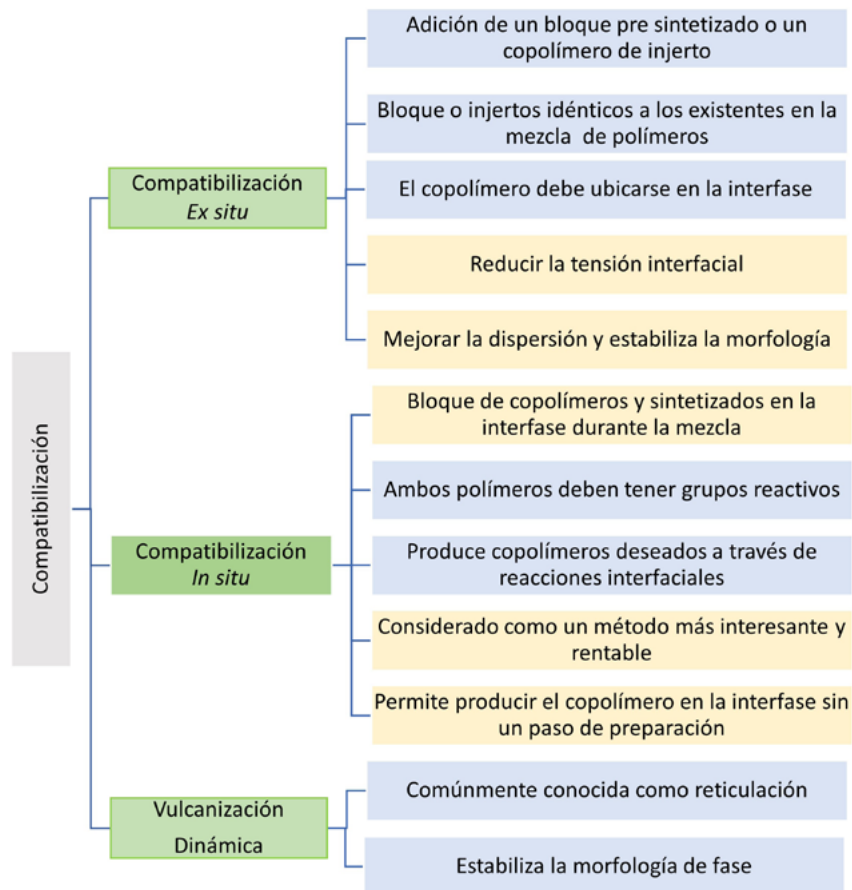 Compatibilización
Compatibilización
Ex situ
Adición de un bloque pre sintetizado o un
copolímero de injerto
Bloque o injertos idénticos a los existentes en la
mezcla de polímeros
El copolímero debe ubicarse en la interfase
Reducir la tensión interfacial
Mejorar la dispersión y estabiliza la morfología
Compatibilización
In situ
Bloque de copolímeros y sintetizados en la
interfase durante la mezcla
Ambos polímeros deben tener grupos reactivos
Produce copolímeros deseados a través de
reacciones interfaciales
Considerado como un método más interesante y
rentable
Permite producir el copolímero en la interfase sin
un paso de preparación
Vulcanización
Dinámica
Comúnmente conocida como reticulación
Estabiliza la morfología de fase